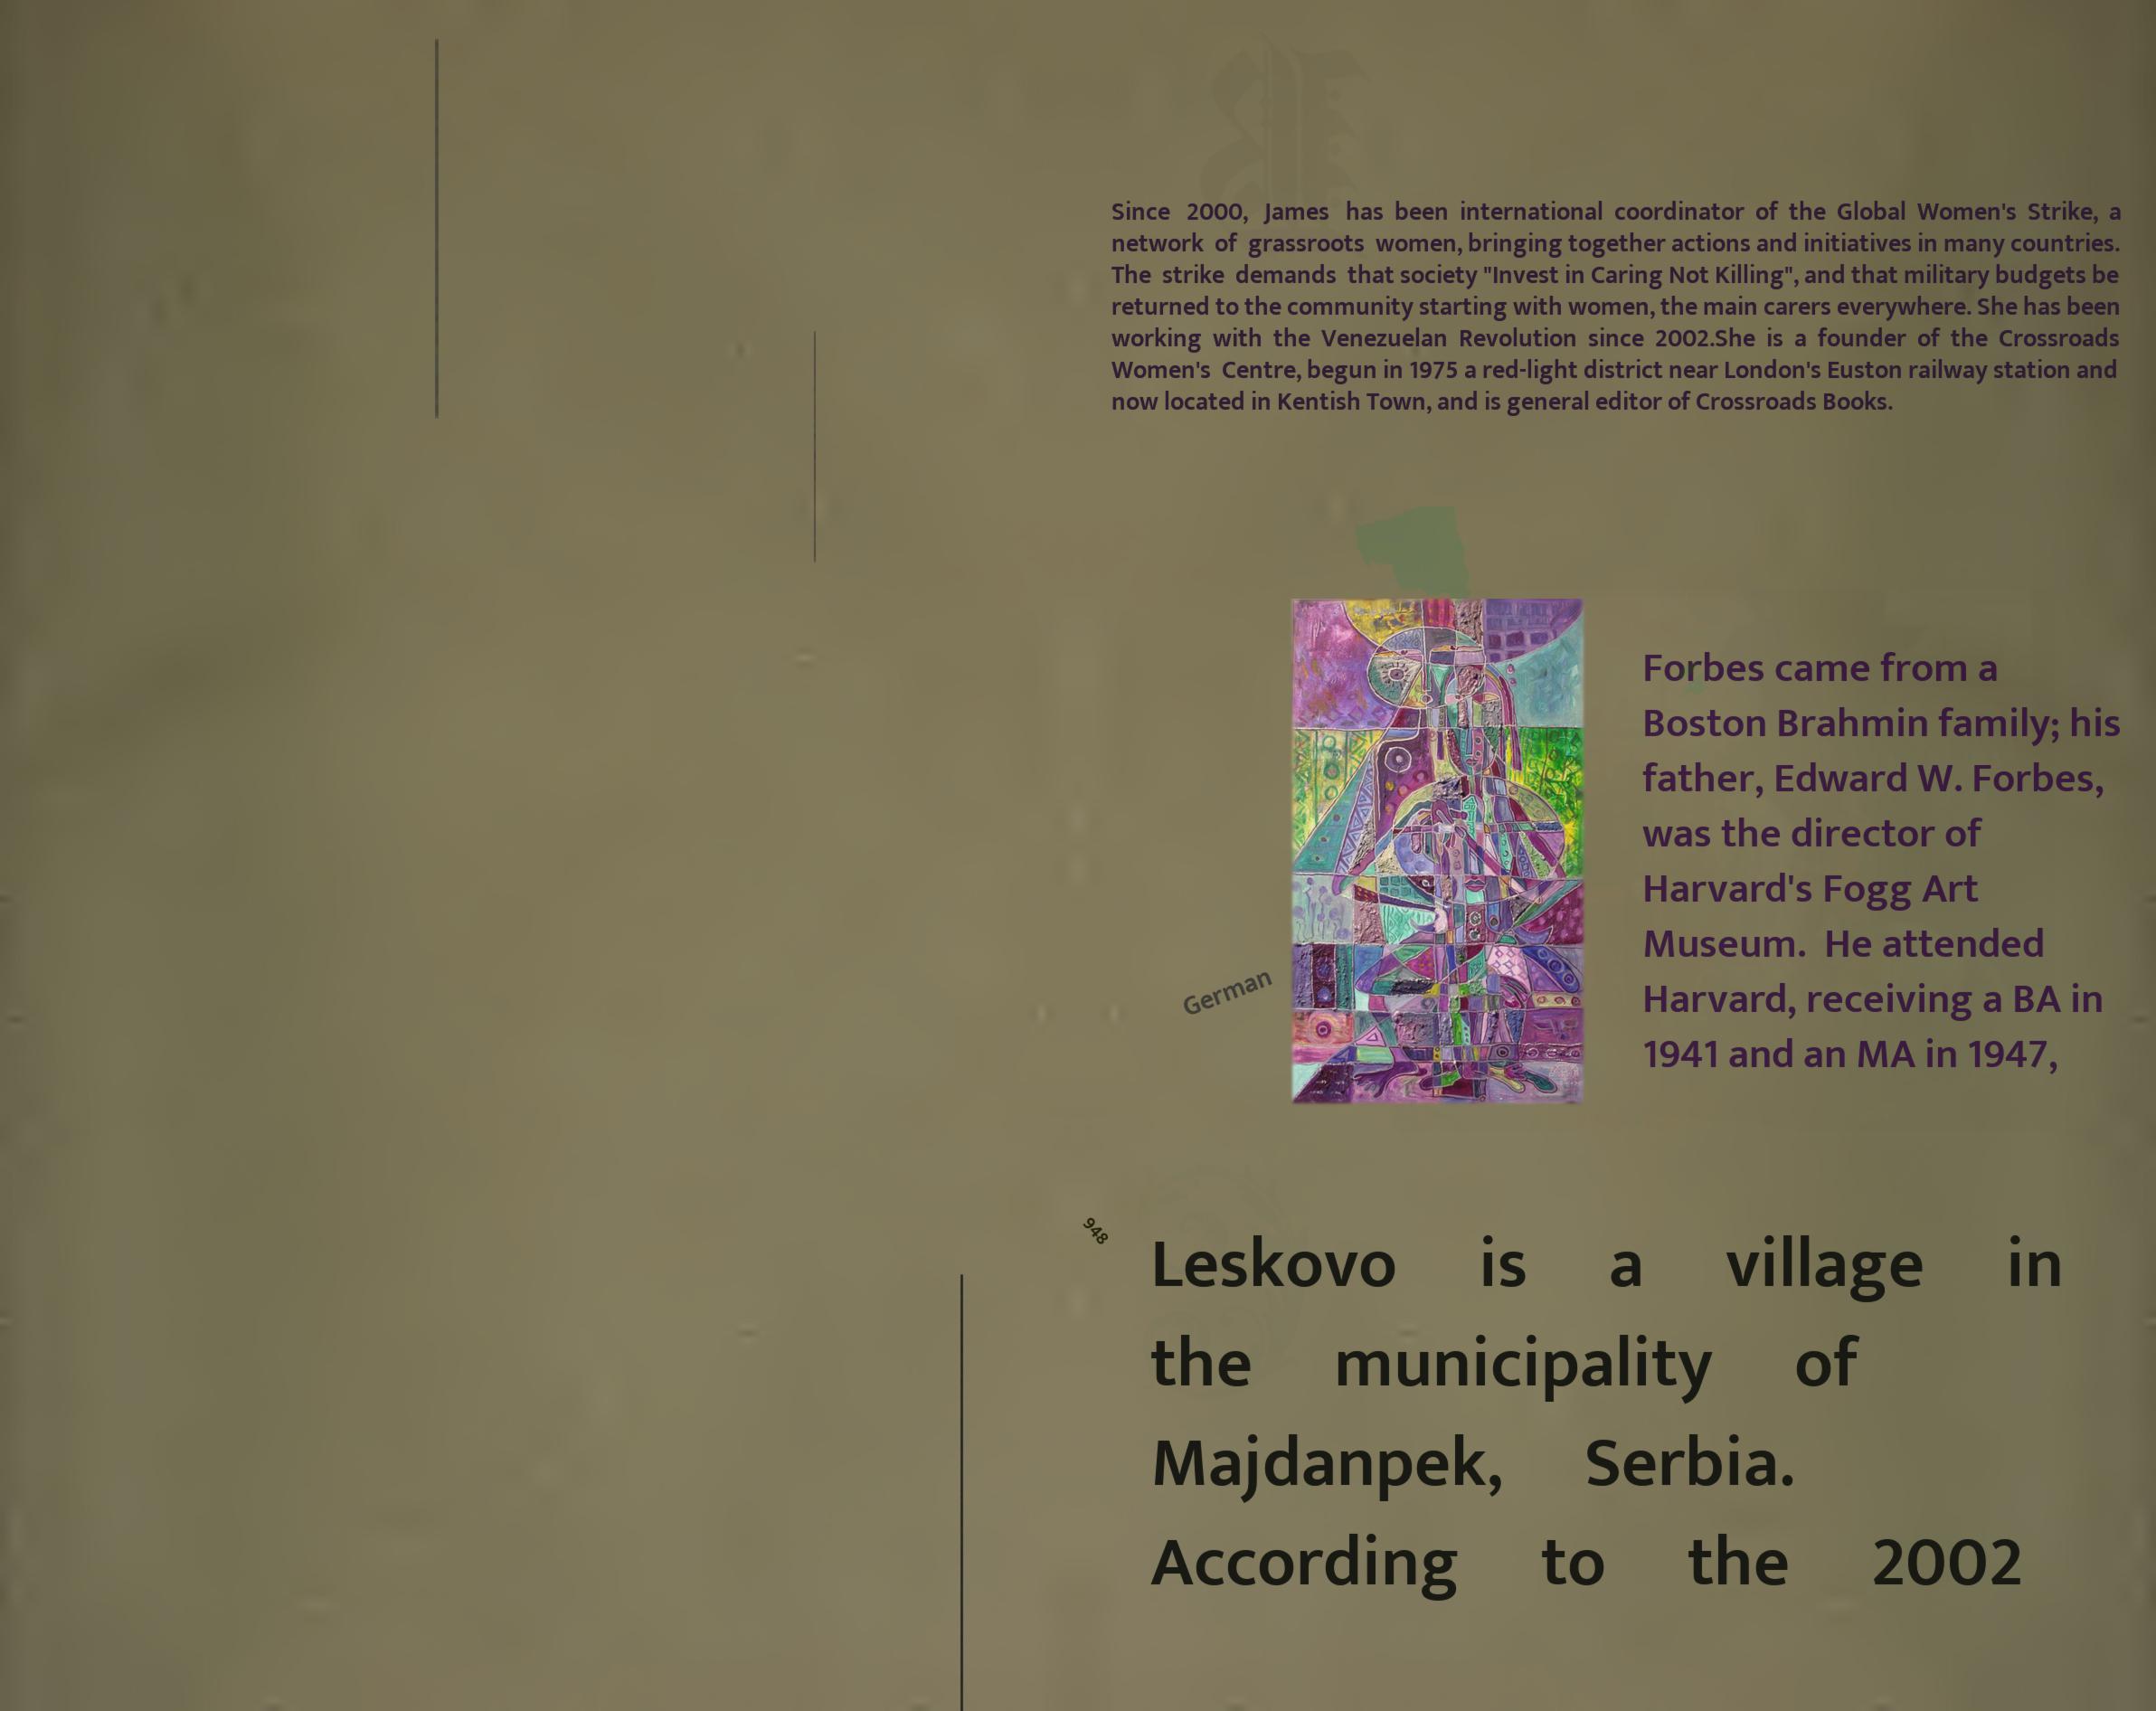 Since 2000, James has been international coordinator of the Global Women's Strike, a
network of grassroots women, bringing together actions and initiatives in many countries.
The strike demands that society "Invest in Caring Not Killing", and that military budgets be
returned to the community starting with women, the main carers everywhere. She has been
working with the Venezuelan Revolution since 2002.She is a founder of the Crossroads
Women's Centre, begun in 1975 a red-light district near London's Euston railway station and
now located in Kentish Town, and is general editor of Crossroads Books.
Forbes came from a
Boston Brahmin family; his
father, Edward W. Forbes,
was the director of
Harvard's Fogg Art
Museum. He attended
Harvard, receiving a BA in
1941 and an MA in 1947,
German
948
Leskovo is a village in
the municipality of
Majdanpek, Serbia.
According to the 2002